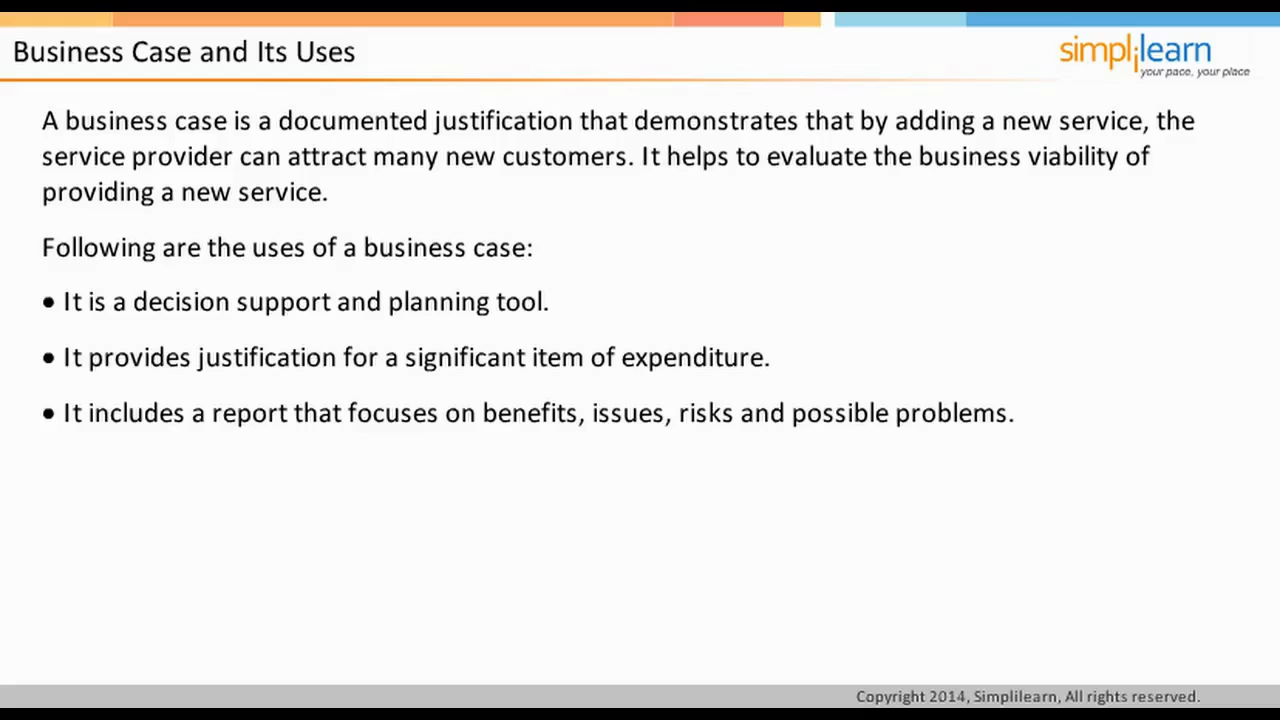 Business Case and Its Uses
simplilearn
your pace, your place
A business case is a documented justification that demonstrates that by adding a new service, the
service provider can attract many new customers. It helps to evaluate the business viability of
providing a new service.
Following are the uses of a business case:
• It is a decision support and planning tool.
• It provides justification for a significant item of expenditure.
• It includes a report that focuses on benefits, issues, risks and possible problems.
Copyright 2014, Simplilearn, All rights reserved.